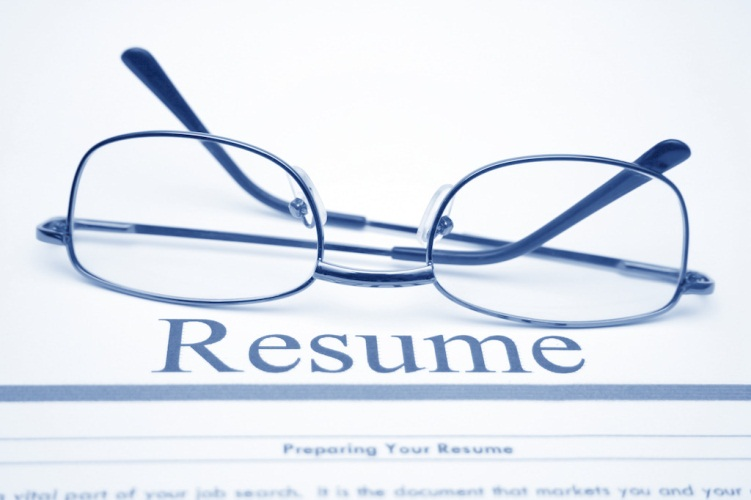 Resume
Preparing Your Resume
a vital part of your job search. It is the document that markets you and your